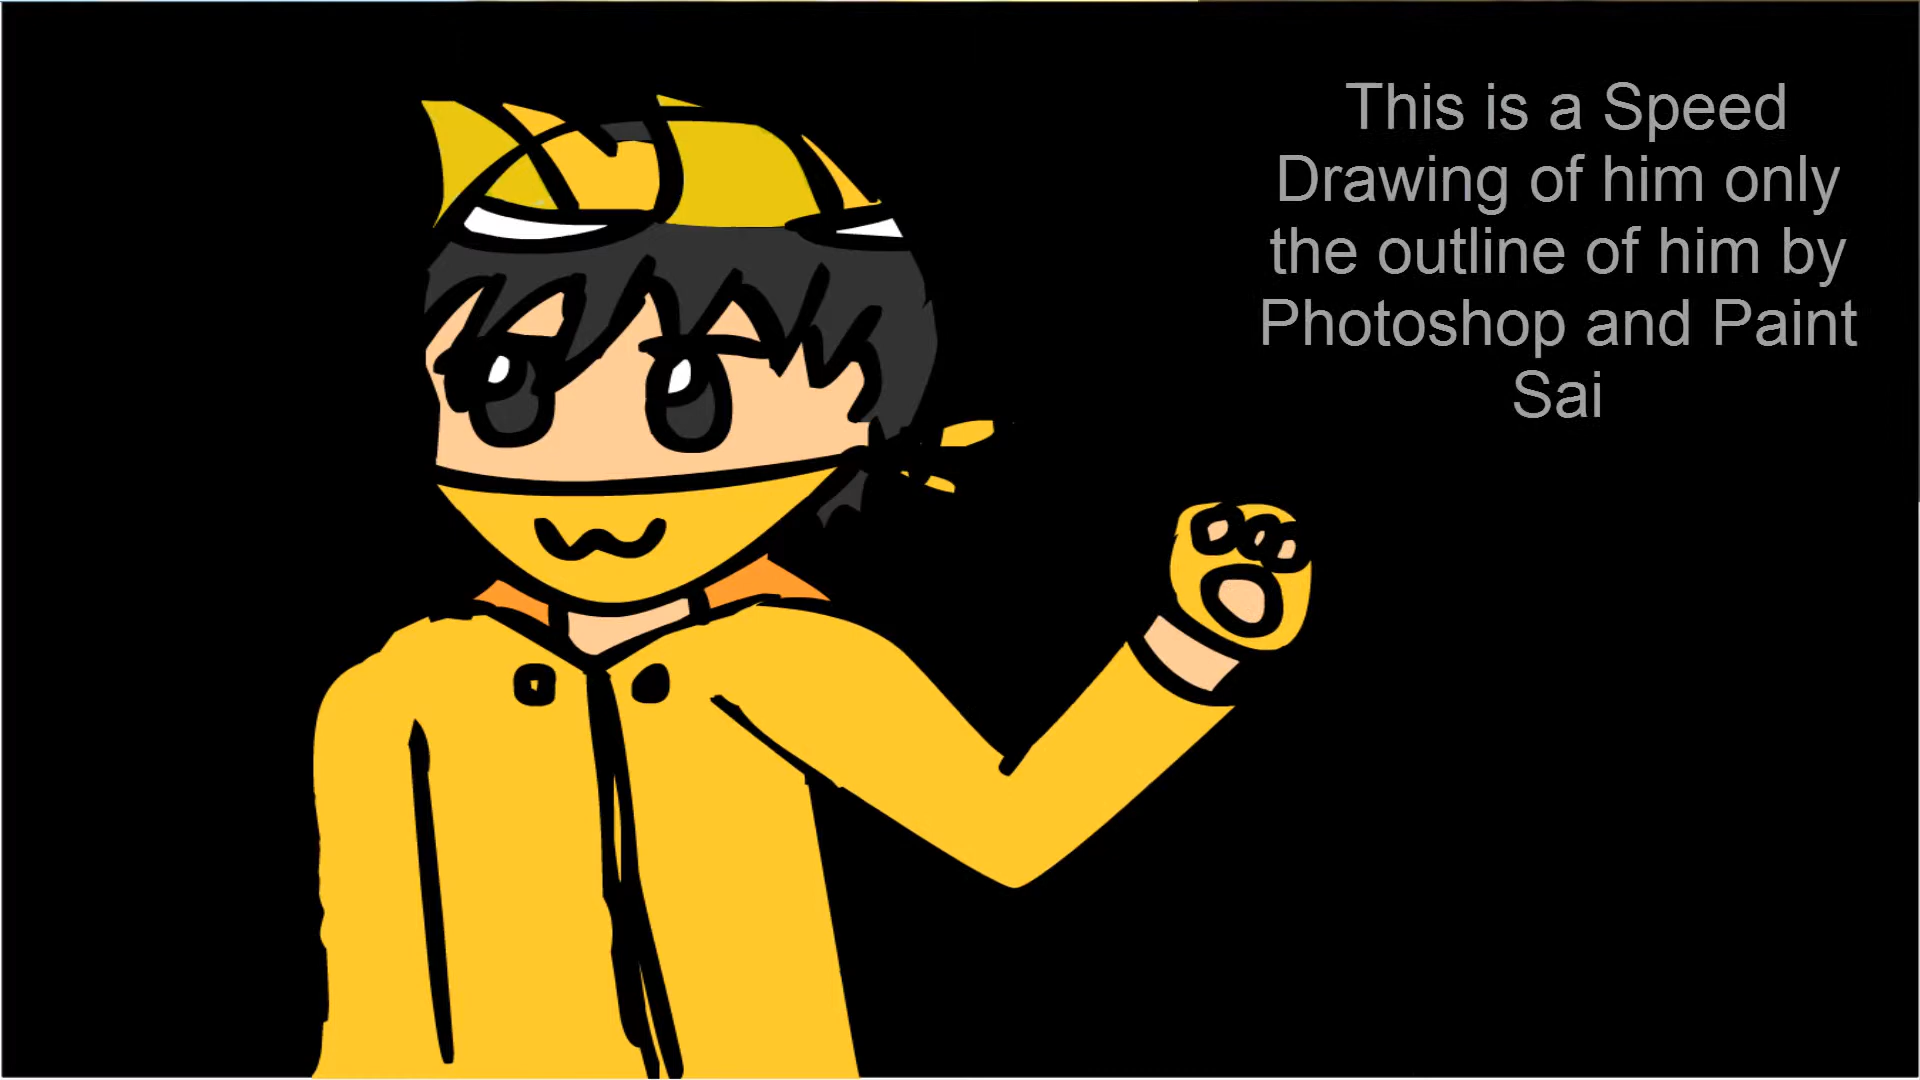 This is a Speed
Drawing of him only
the outline of him by
Photoshop and Paint
Sai